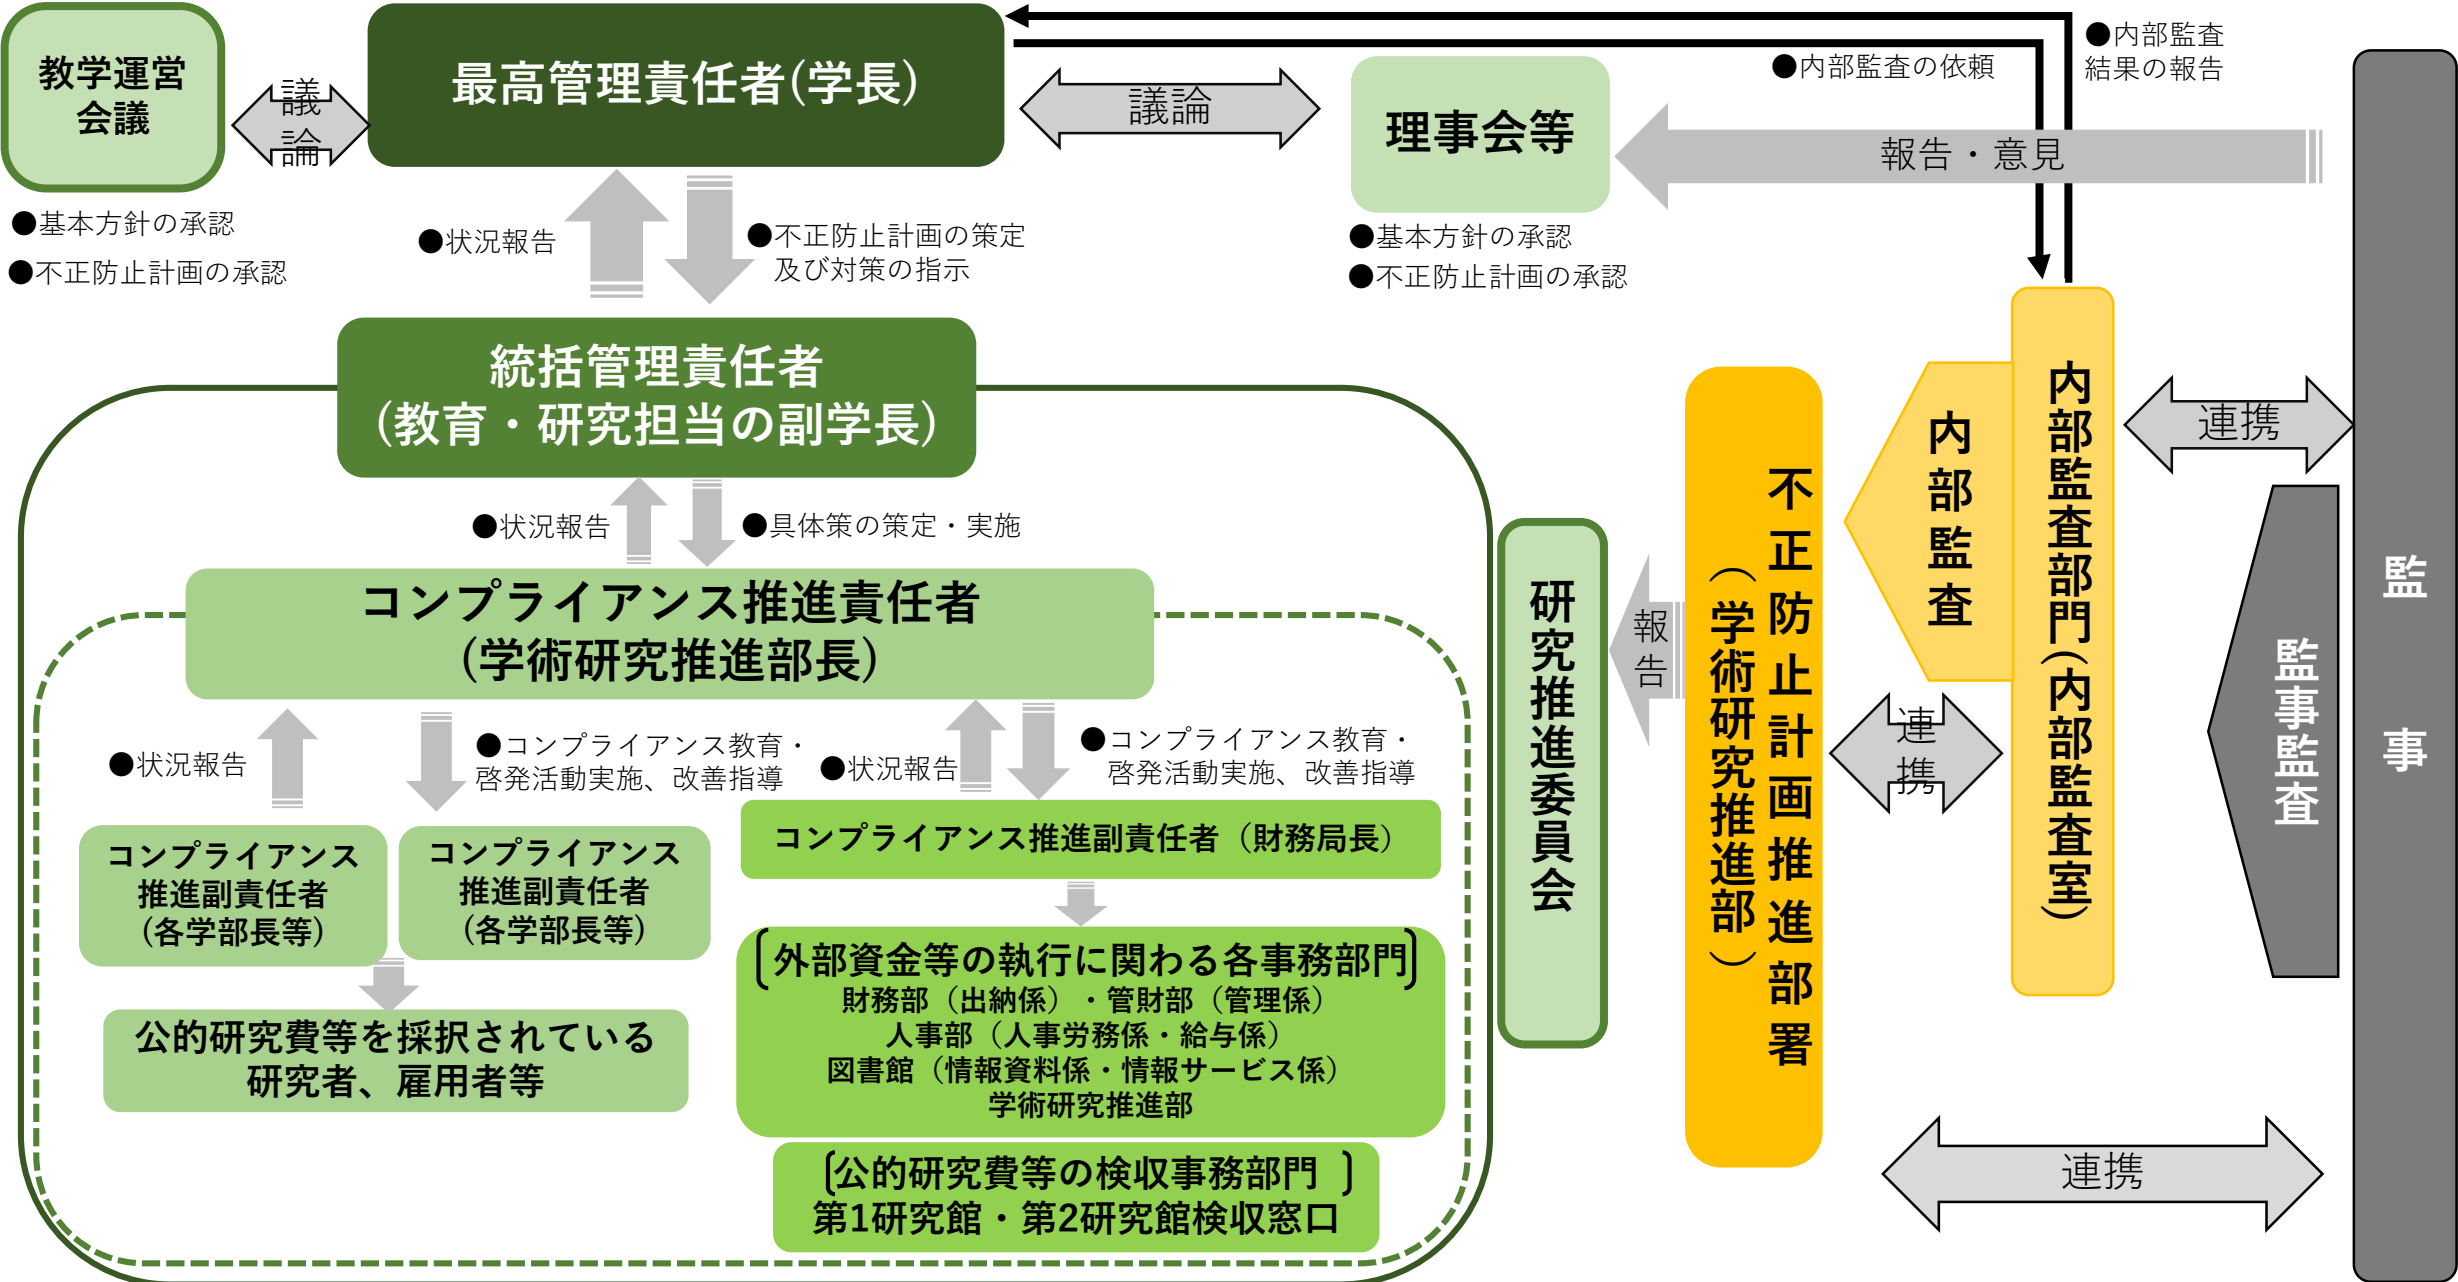 教学運営
会議
議
論
最高管理責任者(学長)
議論
理事会等
●内部監査の依頼
●内部監査
結果の報告
報告・意見
●基本方針の承認
●不正防止計画の承認
●状況報告
●不正防止計画の策定
及び対策の指示
●基本方針の承認
●不正防止計画の承認
統括管理責任者
(教育・研究担当の副学長)
●状況報告
●具体策の策定・実施
コンプライアンス推進責任者
(学術研究推進部長)
●状況報告
●コンプライアンス教育・
啓発活動実施、改善指導
●状況報告
●コンプライアンス教育・
啓発活動実施、改善指導
コンプライアンス
推進副責任者
(各学部長等)
コンプライアンス
推進副責任者
(各学部長等)
公的研究費等を採択されている
研究者、雇用者等
コンプライアンス推進副責任者（財務局長）
〔外部資金等の執行に関わる各事務部門〕
財務部（出納係）・管財部（管理係）
人事部（人事労務係・給与係）
図書館（情報資料係・情報サービス係）
学術研究推進部
〔公的研究費等の検収事務部門〕
第1研究館・第2研究館検収窓口
研究推進委員会
報
告
不正防止計画推進部署
（学術研究推進部）
内部監査
連
携
内部監査部門(内部監査室)
連携
監事監査
連携
監事